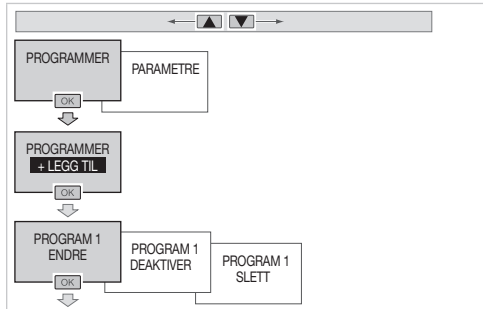 PROGRAMMER
PARAMETRE
OK
PROGRAMMER
+ LEGG TIL
OK
PROGRAM 1
ENDRE
PROGRAM 1
DEAKTIVER
PROGRAM 1
SLETT
OK